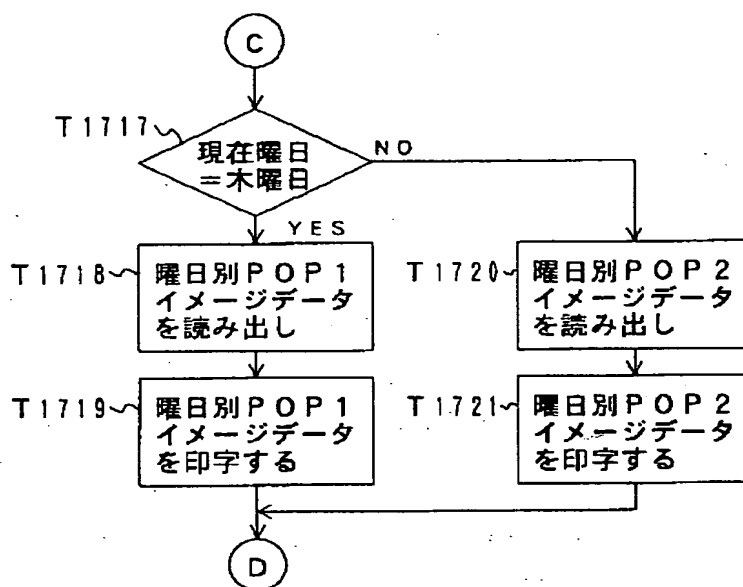 C
T1717
現在曜日
=木曜日
NO
YES
T1718
曜日別POP1
イメージデータ
を読み出し
T1720
曜日別POP2
イメージデータ
を読み出し
T1719
曜日別POP1
イメージデータ
を印字する
T1721
曜日別POP2
イメージデータ
を印字する
D